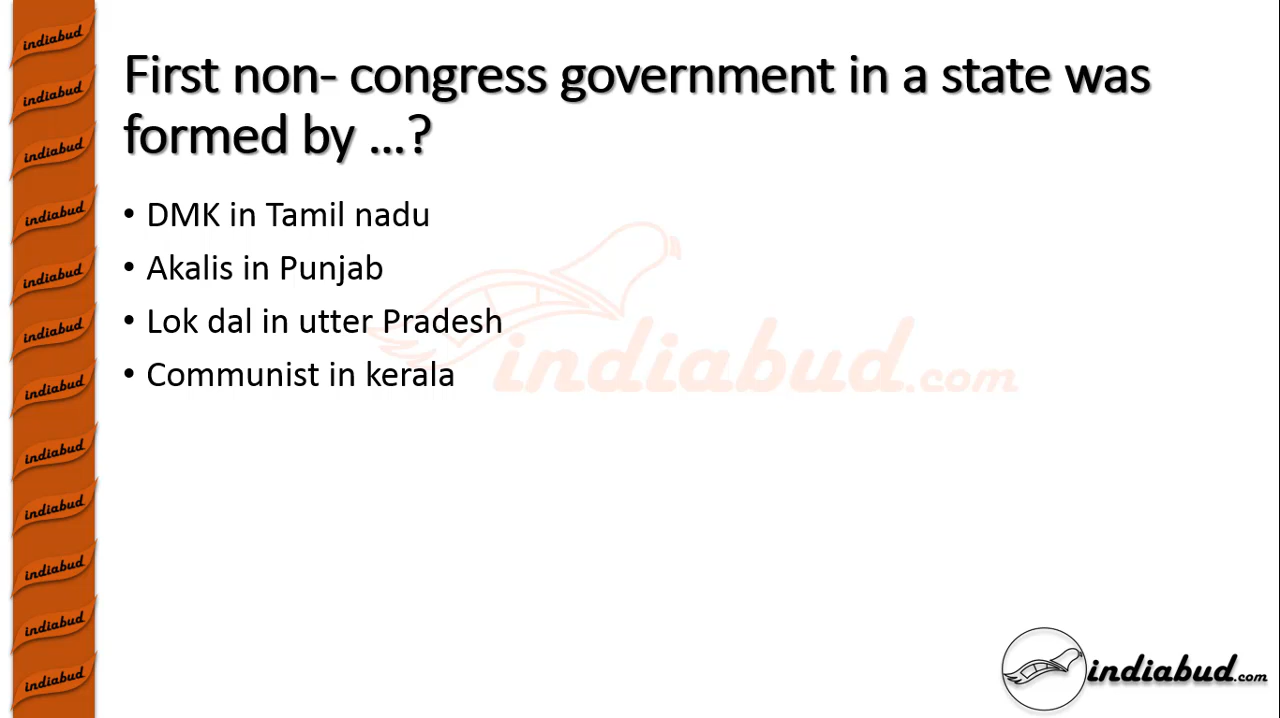 First non- congress government in a state was
formed by ...?
• DMK in Tamil nadu
• Akalis in Punjab
• Lok dal in utter Pradesh
• Communist in kerala
indiabud.com
indiabud
indiabud
indiabud
indiabud
indiabud
indiabud
indiabud
indiabud
indiabud
indiabud
indiabud
indiabud
indiabud.com